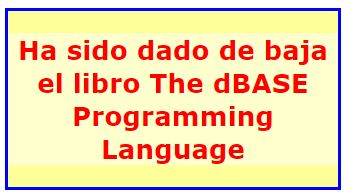 Ha sido dado de baja
el libro The dBASE
Programming
Language